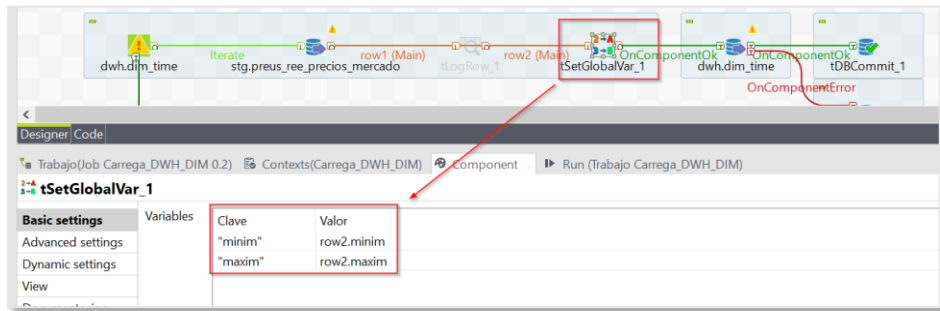 Iterate
row1 (Main)
row2 (Main)
OnComponentOk
OnComponentOk
dwh.dim_time
stg.preus_ree_precios_mercado
tLogRow_1
tSetGlobalVar_1
dwh.dim_time
tDBCommit_1
OnComponentError
Designer Code
Trabajo(Job Carrega_DWH_DIM 0.2) Contexts(Carrega_DWH_DIM) Component Run (Trabajo Carrega_DWH_DIM)
tSetGlobalVar_1
Basic settings Variables Clave Valor
Advanced settings "minim" row2.minim
Dynamic settings "maxim" row2.maxim
View